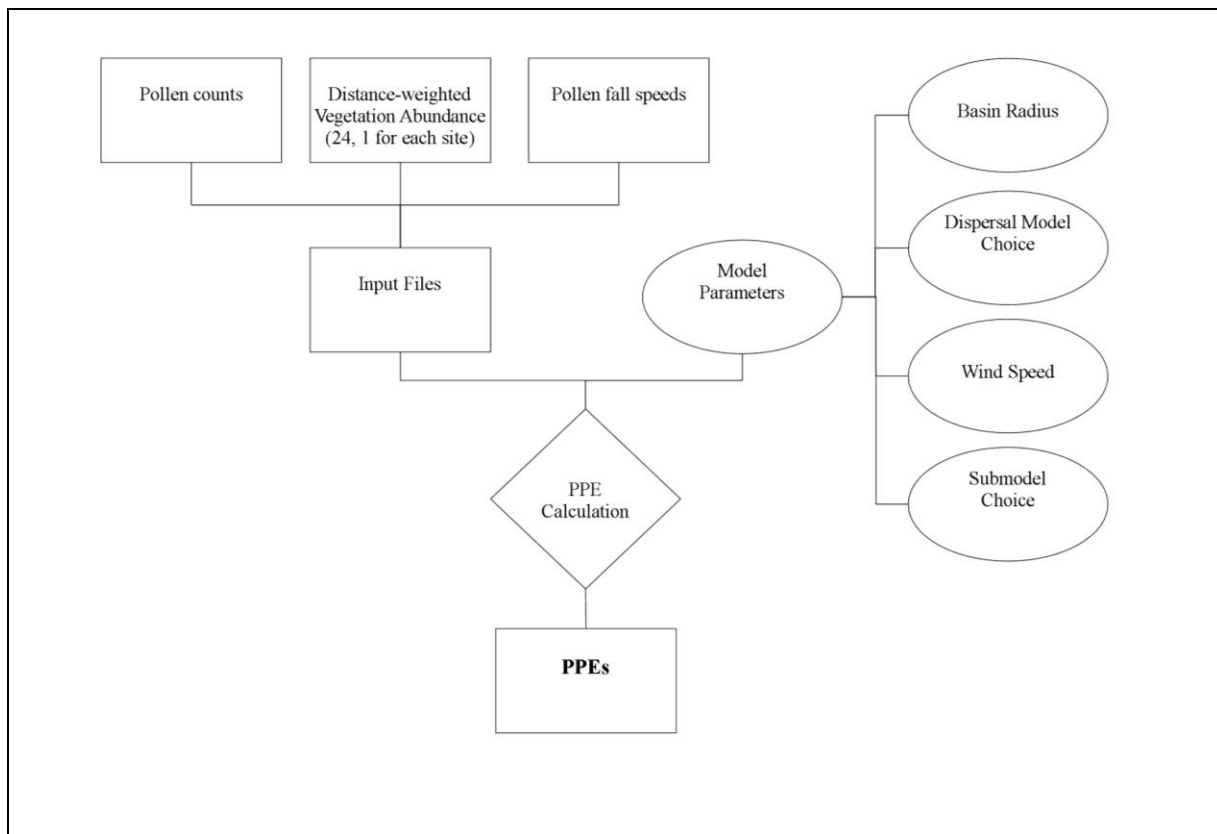 Pollen counts
Distance-weighted
Vegetation Abundance
(24, 1 for each site)
Pollen fall speeds
Basin Radius
Dispersal Model
Choice
Input Files
Model
Parameters
Wind Speed
Submodel
Choice
PPE
Calculation
PPEs